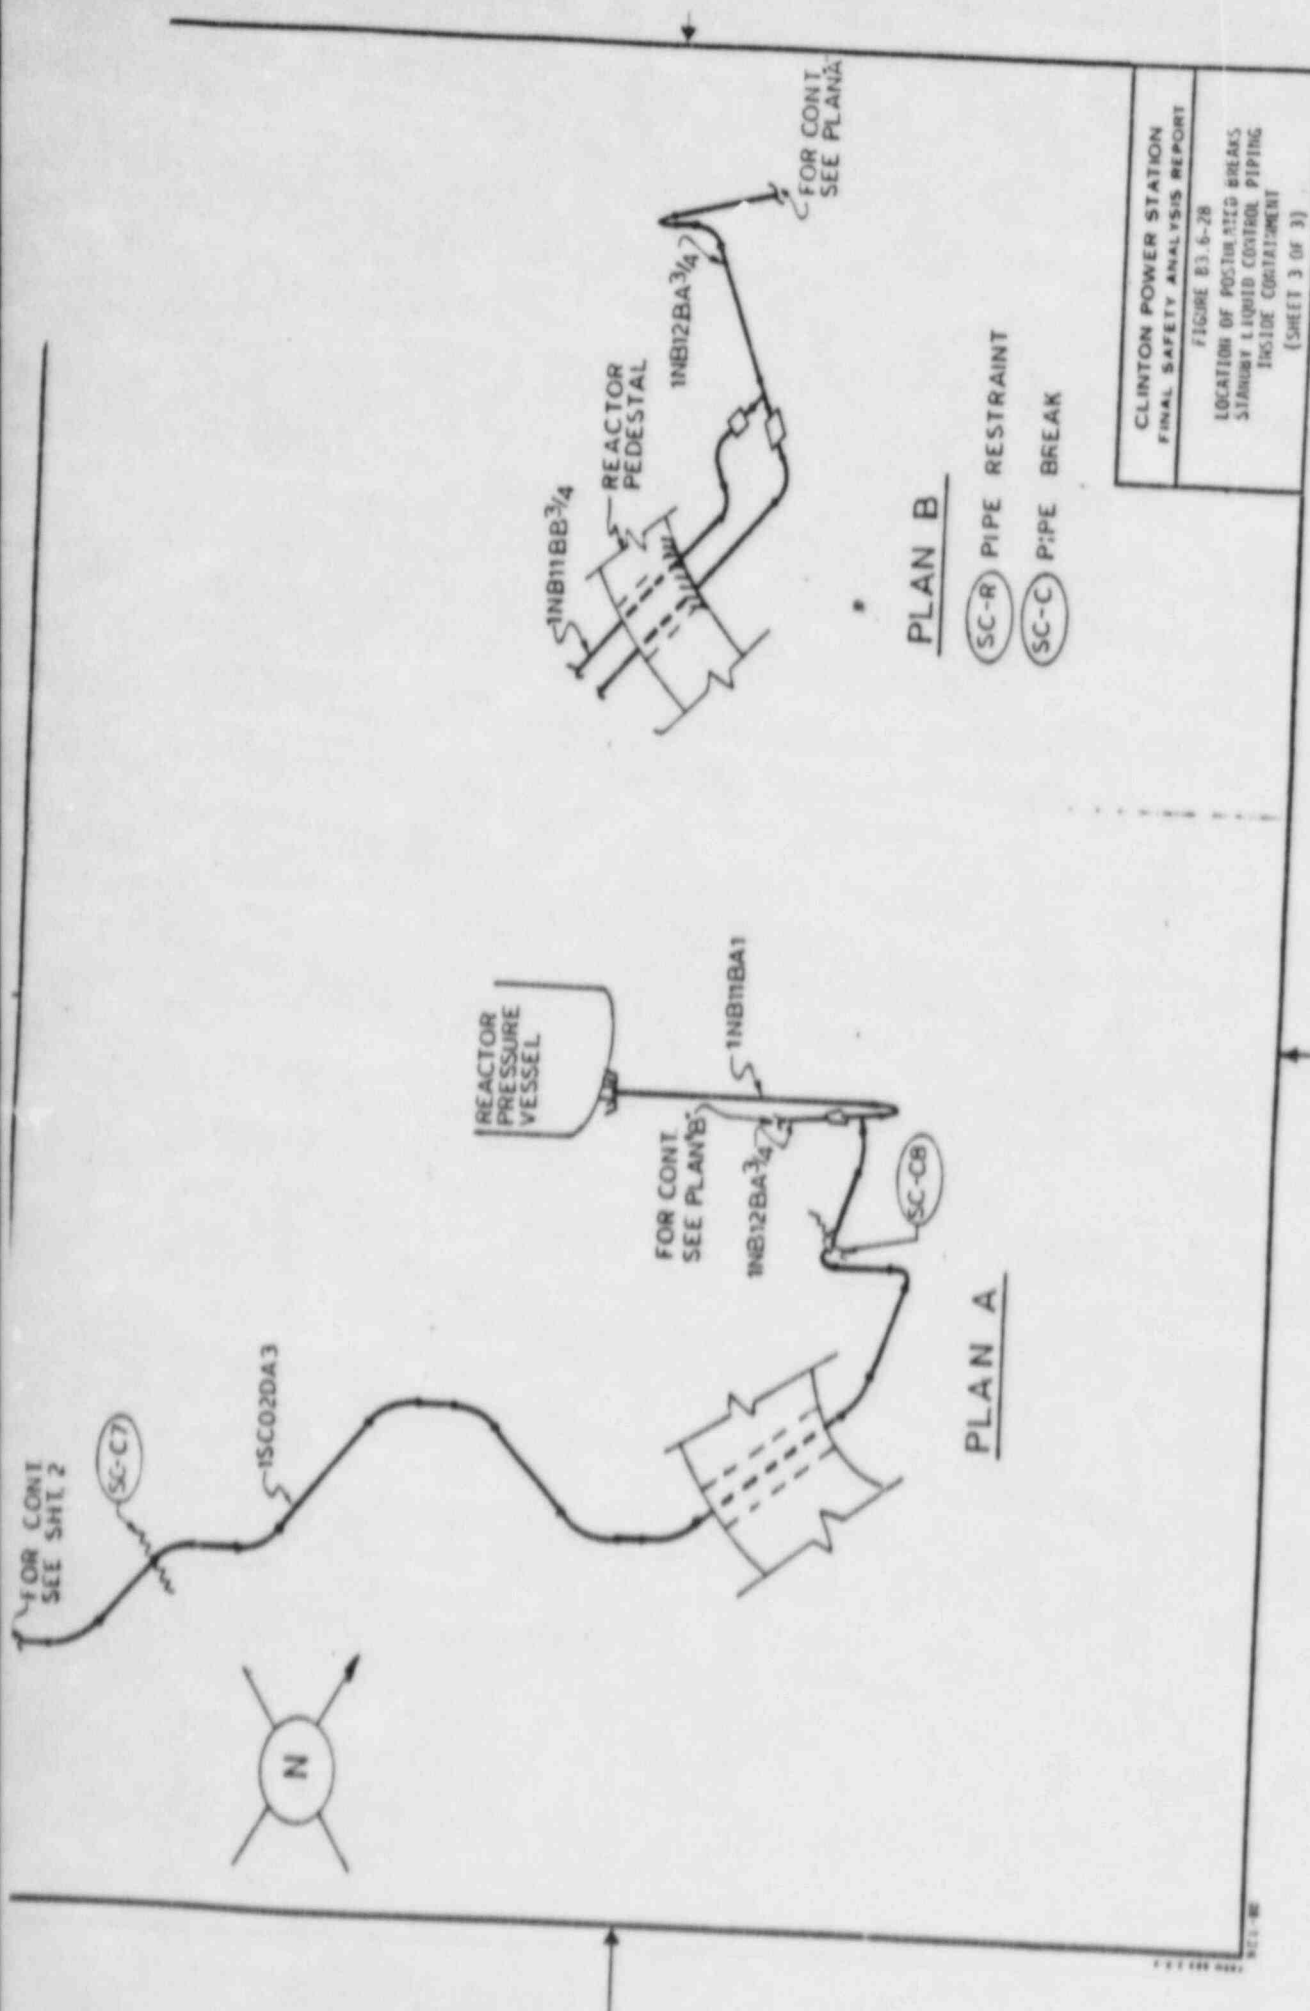 FOR CONT.
SEE SHT. 2
SC-C7
1SC02DA3
N
REACTOR
PRESSURE
VESSEL
FOR CONT.
SEE PLAN "B"
1NB12BA3/4
1NB11BA1
SC-C8
PLAN A
1NB11BB3/4
REACTOR
PEDESTAL
1NB12BA3/4
FOR CONT
SEE PLAN"A"
PLAN B
SC-R PIPE RESTRAINT
SC-C PIPE BREAK
CLINTON POWER STATION
FINAL SAFETY ANALYSIS REPORT
FIGURE B3.6-28
LOCATION OF POSTULATED BREAKS
STANDBY LIQUID CONTROL PIPING
INSIDE CONTAINMENT
(SHEET 3 OF 3)